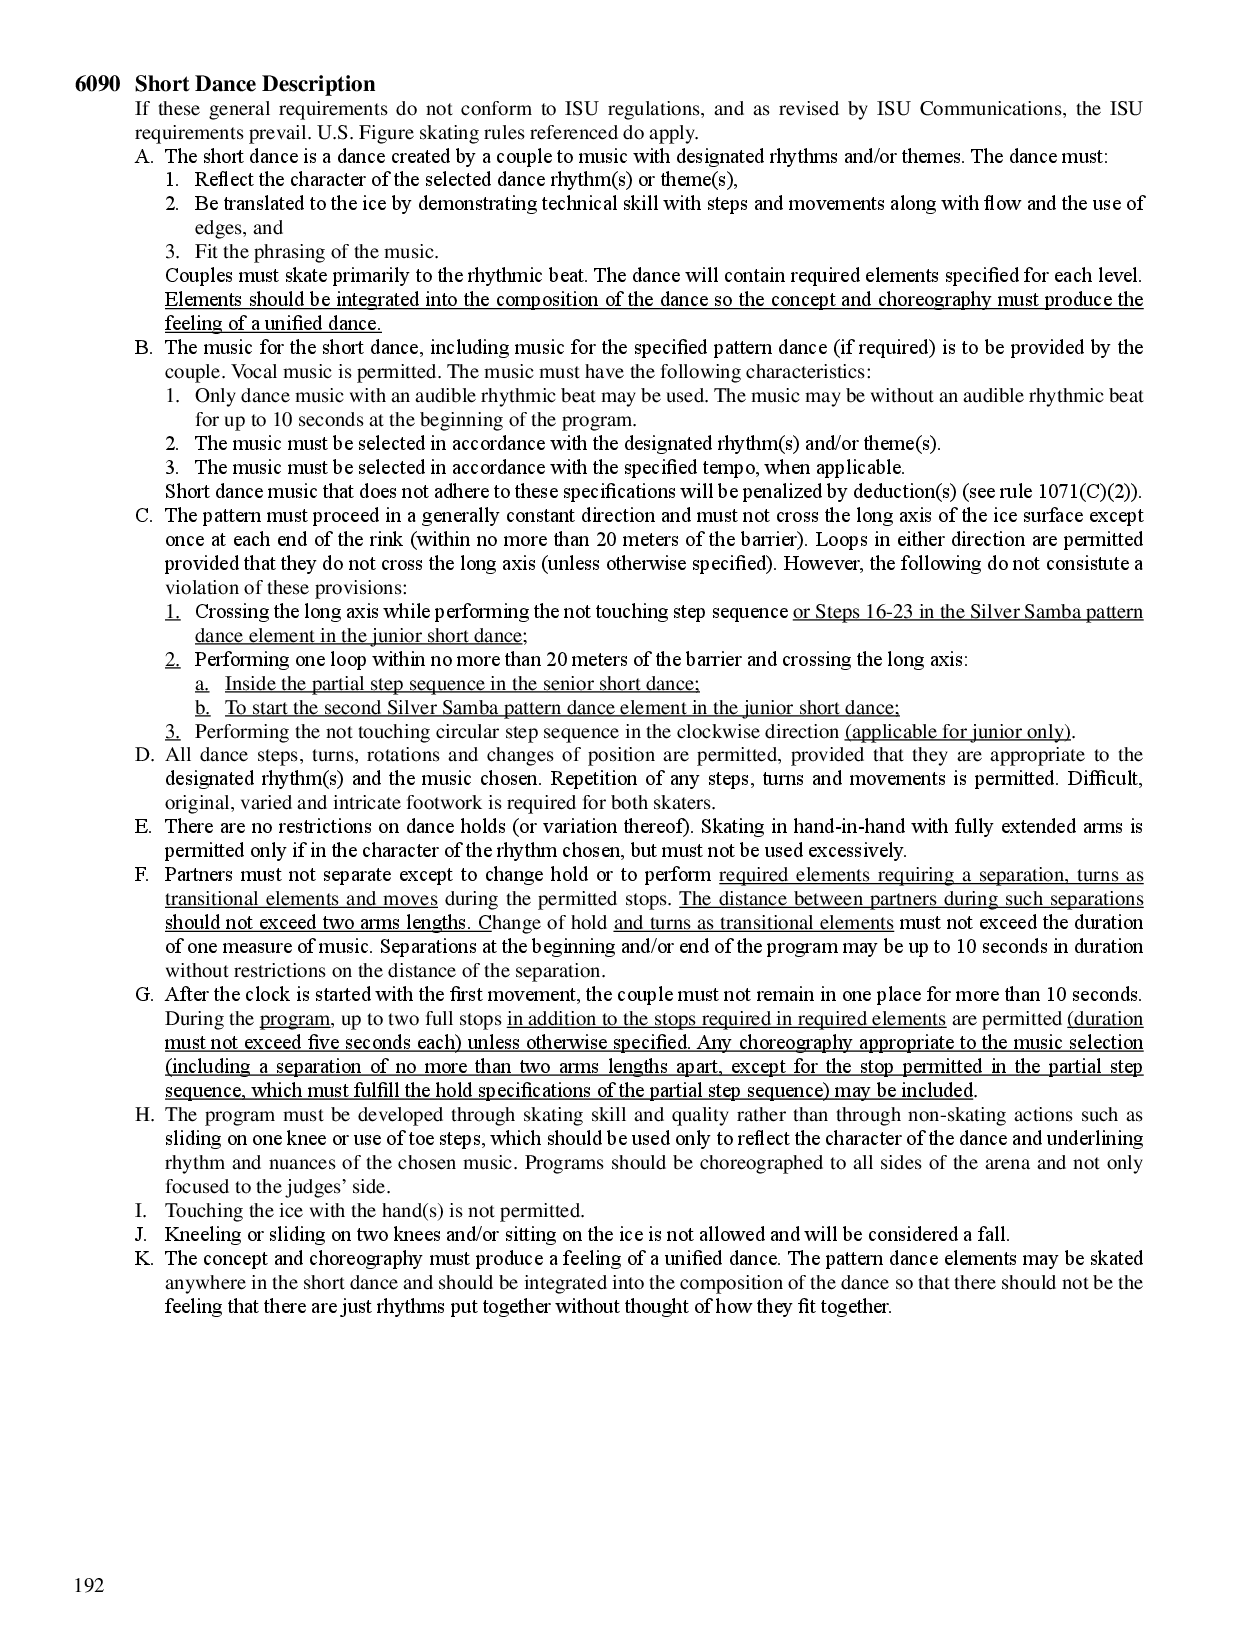 6090 Short Dance Description
If these general requirements do not conform to ISU regulations, and as revised by ISU Communications, the ISU
requirements prevail. U.S. Figure skating rules referenced do apply.
A. The short dance is a dance created by a couple to music with designated rhythms and/or themes. The dance must:
1. Reflect the character of the selected dance rhythm(s) or theme(s),
2. Be translated to the ice by demonstrating technical skill with steps and movements along with flow and the use of
edges, and
3. Fit the phrasing of the music.
Couples must skate primarily to the rhythmic beat. The dance will contain required elements specified for each level.
Elements should be integrated into the composition of the dance so the concept and choreography must produce the
feeling of a unified dance.
B. The music for the short dance, including music for the specified pattern dance (if required) is to be provided by the
couple. Vocal music is permitted. The music must have the following characteristics:
1. Only dance music with an audible rhythmic beat may be used. The music may be without an audible rhythmic beat
for up to 10 seconds at the beginning of the program.
2. The music must be selected in accordance with the designated rhythm(s) and/or theme(s).
3. The music must be selected in accordance with the specified tempo, when applicable.
Short dance music that does not adhere to these specifications will be penalized by deduction(s) (see rule 1071(C)(2)).
C. The pattern must proceed in a generally constant direction and must not cross the long axis of the ice surface except
once at each end of the rink (within no more than 20 meters of the barrier). Loops in either direction are permitted
provided that they do not cross the long axis (unless otherwise specified). However, the following do not consistute a
violation of these provisions:
1. Crossing the long axis while performing the not touching step sequence or Steps 16-23 in the Silver Samba pattern
dance element in the junior short dance;
2. Performing one loop within no more than 20 meters of the barrier and crossing the long axis:
a. Inside the partial step sequence in the senior short dance;
b. To start the second Silver Samba pattern dance element in the junior short dance;
3. Performing the not touching circular step sequence in the clockwise direction (applicable for junior only).
D. All dance steps, turns, rotations and changes of position are permitted, provided that they are appropriate to the
designated rhythm(s) and the music chosen. Repetition of any steps, turns and movements is permitted. Difficult,
original, varied and intricate footwork is required for both skaters.
E. There are no restrictions on dance holds (or variation thereof). Skating in hand-in-hand with fully extended arms is
permitted only if in the character of the rhythm chosen, but must not be used excessively.
F. Partners must not separate except to change hold or to perform required elements requiring a separation, turns as
transitional elements and moves during the permitted stops. The distance between partners during such separations
should not exceed two arms lengths. Change of hold and turns as transitional elements must not exceed the duration
of one measure of music. Separations at the beginning and/or end of the program may be up to 10 seconds in duration
without restrictions on the distance of the separation.
G. After the clock is started with the first movement, the couple must not remain in one place for more than 10 seconds.
During the program, up to two full stops in addition to the stops required in required elements are permitted (duration
must not exceed five seconds each) unless otherwise specified. Any choreography appropriate to the music selection
(including a separation of no more than two arms lengths apart, except for the stop permitted in the partial step
sequence, which must fulfill the hold specifications of the partial step sequence) may be included.
H. The program must be developed through skating skill and quality rather than through non-skating actions such as
sliding on one knee or use of toe steps, which should be used only to reflect the character of the dance and underlining
rhythm and nuances of the chosen music. Programs should be choreographed to all sides of the arena and not only
focused to the judges’ side.
I. Touching the ice with the hand(s) is not permitted.
J. Kneeling or sliding on two knees and/or sitting on the ice is not allowed and will be considered a fall.
K. The concept and choreography must produce a feeling of a unified dance. The pattern dance elements may be skated
anywhere in the short dance and should be integrated into the composition of the dance so that there should not be the
feeling that there are just rhythms put together without thought of how they fit together.
192